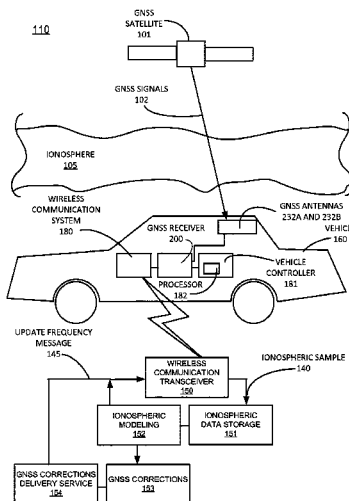 110
GNSS
SATELLITE
101
GNSS SIGNALS
102
IONOSPHERE
105
WIRELESS
COMMUNICATION
SYSTEM
180
GNSS RECEIVER
200
GNSS ANTENNAS
232A AND 232B
VEHICLE
160
PROCESSOR
182
VEHICLE
CONTROLLER
181
UPDATE FREQUENCY
MESSAGE
145
WIRELESS
COMMUNICATION
TRANSCEIVER
150
IONOSPHERIC SAMPLE
140
IONOSPHERIC
MODELING
152
IONOSPHERIC
DATA STORAGE
151
GNSS CORRECTIONS
DELIVERY SERVICE
154
GNSS CORRECTIONS
153